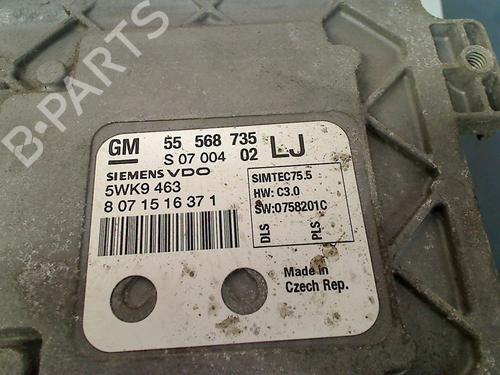 B-PARTS
GM 55 568 735 LJ
S 07 004 02
SIEMENS VDO
5WK9 463
8 07 15 16 37 1
SIMTEC75.5
HW: C3.0
SW:0758201C
DLS
PLS
Made in
Czech Rep.